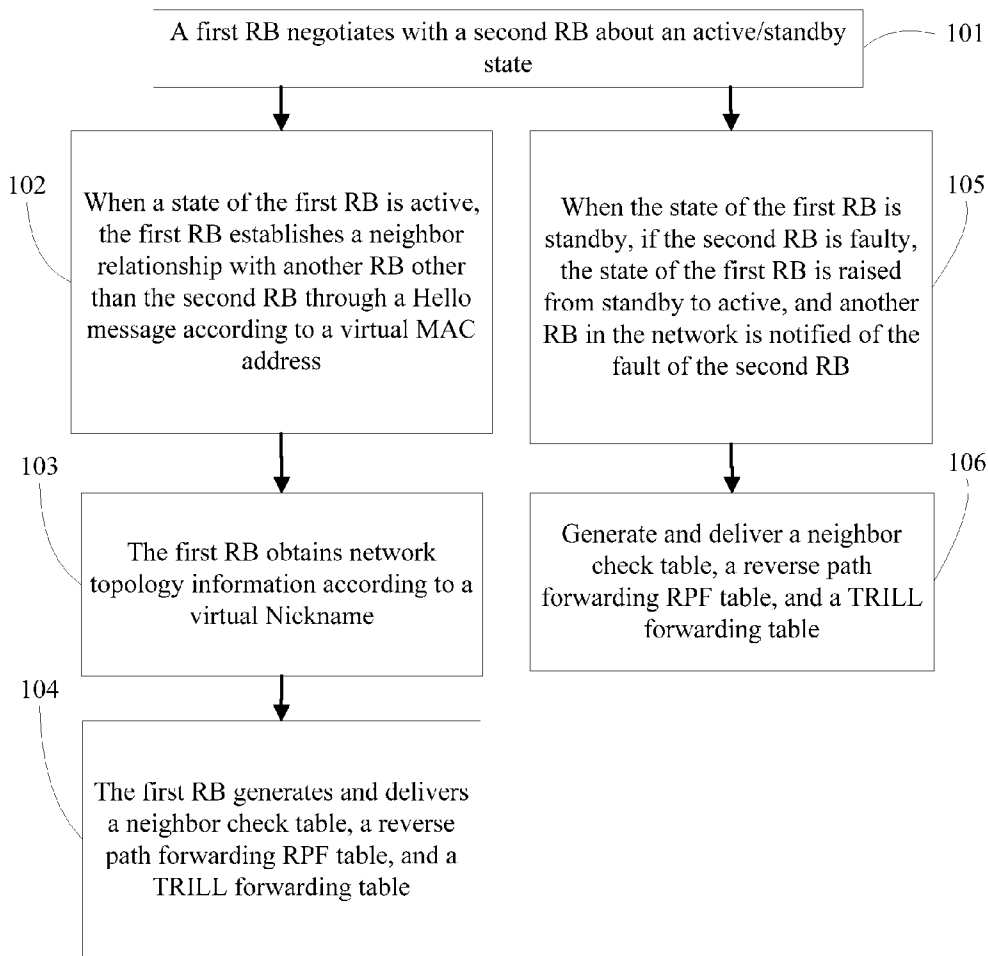 A first RB negotiates with a second RB about an active/standby
state
101
102
When a state of the first RB is active,
the first RB establishes a neighbor
relationship with another RB other
than the second RB through a Hello
message according to a virtual MAC
address
105
When the state of the first RB is
standby, if the second RB is faulty,
the state of the first RB is raised
from standby to active, and another
RB in the network is notified of the
fault of the second RB
103
The first RB obtains network
topology information according to a
virtual Nickname
106
Generate and deliver a neighbor
check table, a reverse path
forwarding RPF table, and a TRILL
forwarding table
104
The first RB generates and delivers
a neighbor check table, a reverse
path forwarding RPF table, and a
TRILL forwarding table